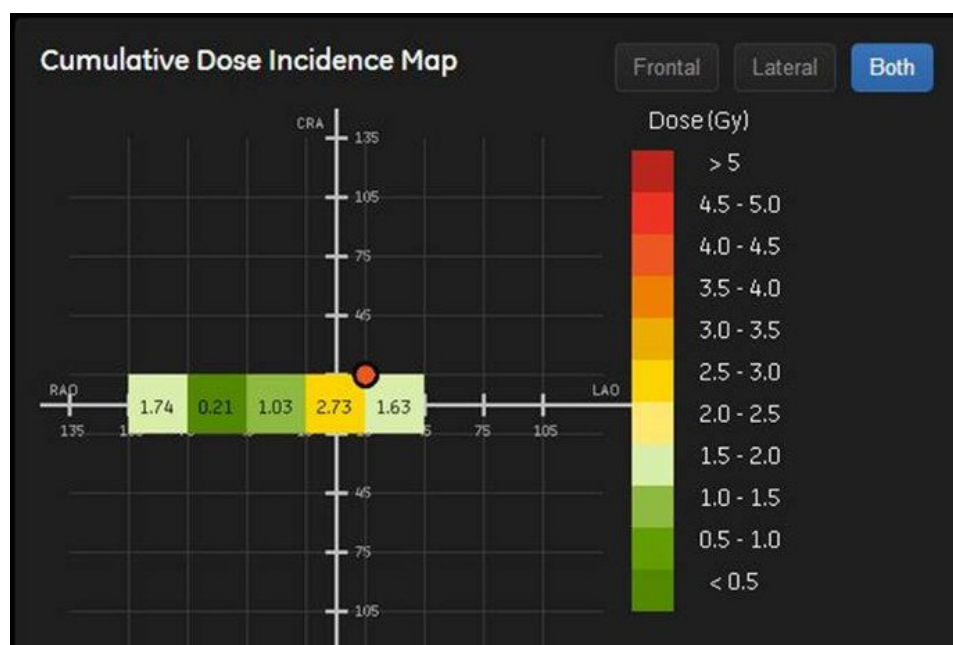 Cumulative Dose Incidence Map
Frontal Lateral Both
CRA
135
105
75
45
RAO
LAO
1.74 0.21 1.03 2.73 1.63
135
75
105
45
75
105
Dose (Gy)
> 5
4.5 - 5.0
4.0 - 4.5
3.5 - 4.0
3.0 - 3.5
2.5 - 3.0
2.0 - 2.5
1.5 - 2.0
1.0 - 1.5
0.5 - 1.0
< 0.5